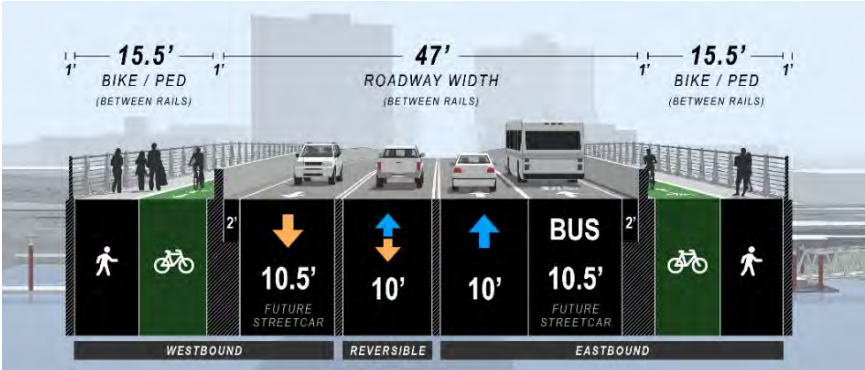 15.5'
47'
15.5'
1'
1'
1'
1'
BIKE / PED
ROADWAY WIDTH
BIKE / PED
(BETWEEN RAILS)
(BETWEEN RAILS)
(BETWEEN RAILS)
2'
BUS
2'
10.5'
10'
10'
10.5'
FUTURE
STREETCAR
FUTURE
STREETCAR
WESTBOUND
REVERSIBLE
EASTBOUND